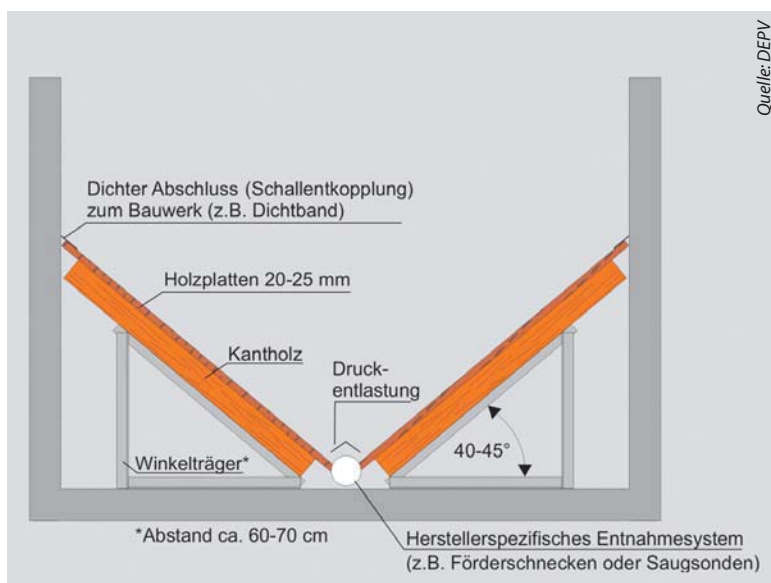 Quelle: DEPV
Dichter Abschluss (Schallentkopplung)
zum Bauwerk (z.B. Dichtband)
Holzplatten 20-25 mm
Kantholz
Druck-
entlastung
40-45°
Winkelträger*
*Abstand ca. 60-70 cm
Herstellerspezifisches Entnahmesystem
(z.B. Förderschnecken oder Saugsonden)